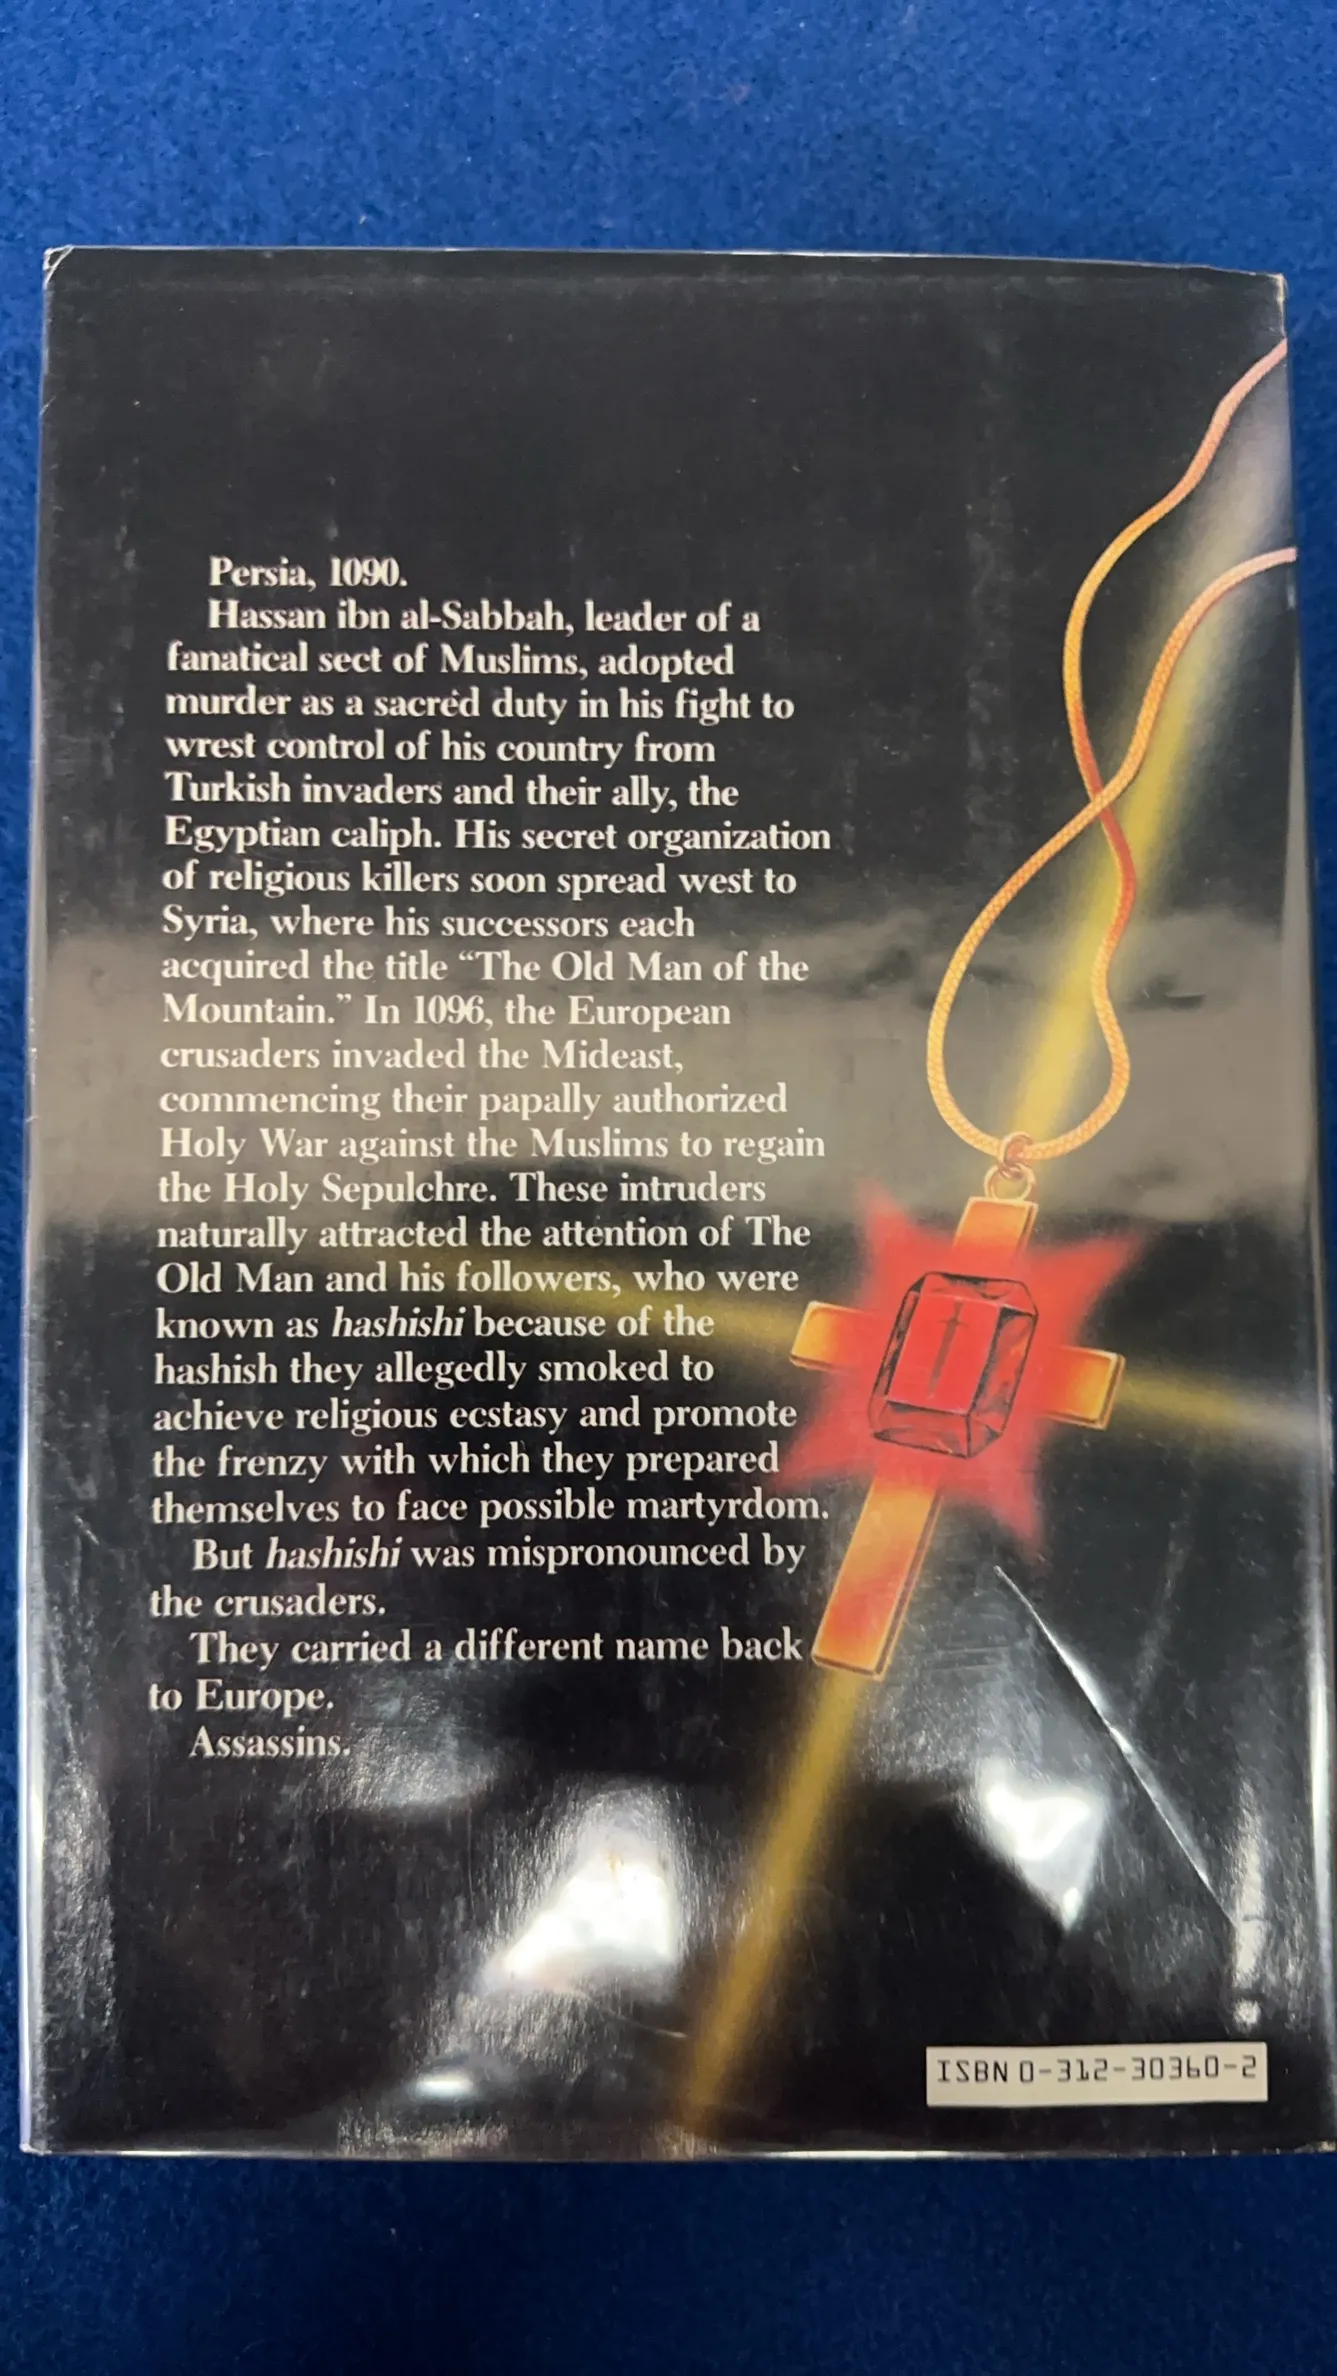 Persia, 1090.
Hassan ibn al-Sabbah, leader of a
fanatical sect of Muslims, adopted
murder as a sacred duty in his fight to
wrest control of his country from
Turkish invaders and their ally, the
Egyptian caliph. His secret organization
of religious killers soon spread west to
Syria, where his successors each
acquired the title “The Old Man of the
Mountain.” In 1096, the European
crusaders invaded the Mideast,
commencing their papally authorized
Holy War against the Muslims to regain
the Holy Sepulchre. These intruders
naturally attracted the attention of The
Old Man and his followers, who were
known as hashishi because of the
hashish they allegedly smoked to
achieve religious ecstasy and promote
the frenzy with which they prepared
themselves to face possible martyrdom.
But hashishi was mispronounced by
the crusaders.
They carried a different name back
to Europe.
Assassins.
ISBN 0-312-30360-2